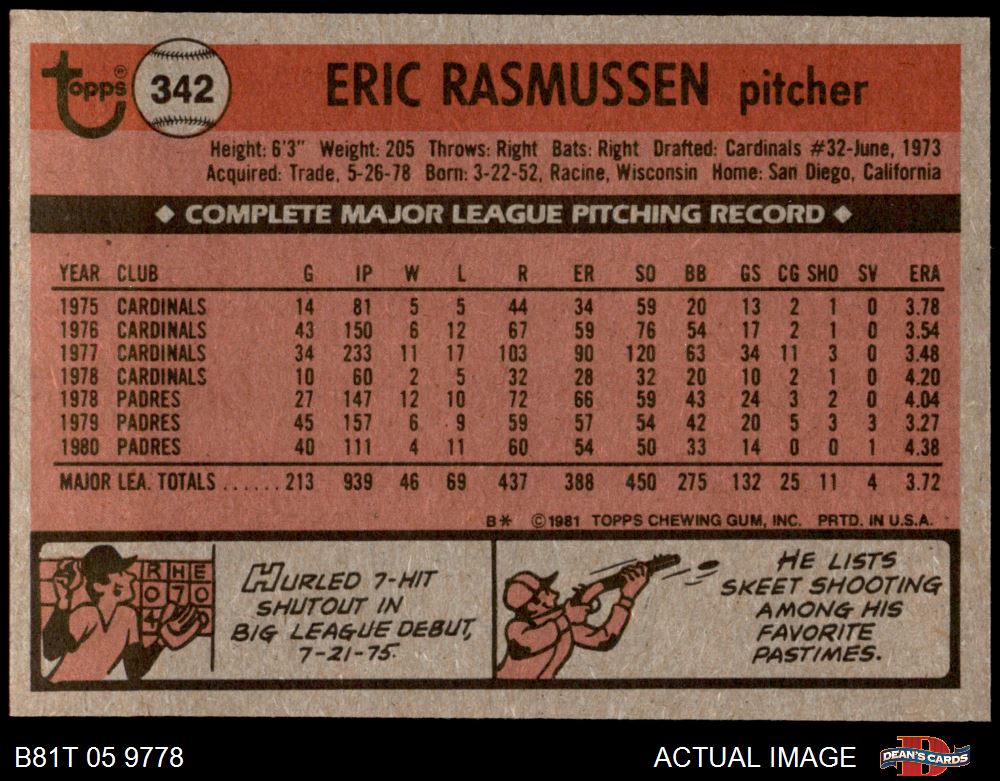 topps® 342 ERIC RASMUSSEN pitcher
Height: 6'3" Weight: 205 Throws: Right Bats: Right Drafted: Cardinals #32-June, 1973
Acquired: Trade, 5-26-78 Born: 3-22-52, Racine, Wisconsin Home: San Diego, California
◆ COMPLETE MAJOR LEAGUE PITCHING RECORD ◆
YEAR CLUB G IP W L R ER SO BB GS CG SHO SV ERA
1975 CARDINALS 14 81 5 5 44 34 59 20 13 2 1 0 3.78
1976 CARDINALS 43 150 6 12 67 59 76 54 17 2 1 0 3.54
1977 CARDINALS 34 233 11 17 103 90 120 63 34 11 3 0 3.48
1978 CARDINALS 10 60 2 5 32 28 32 20 10 2 1 0 4.20
1978 PADRES 27 147 12 10 72 66 59 43 24 3 2 0 4.04
1979 PADRES 45 157 6 9 59 57 54 42 20 5 3 3 3.27
1980 PADRES 40 111 4 11 60 54 50 33 14 0 0 1 4.38
MAJOR LEA. TOTALS ...... 213 939 46 69 437 388 450 275 132 25 11 4 3.72
B* ©1981 TOPPS CHEWING GUM, INC. PRTD. IN U.S.A.
R H E
0 7 0
4
HURLED 7-HIT
SHUTOUT IN
BIG LEAGUE DEBUT,
7-21-75.
HE LISTS
SKEET SHOOTING
AMONG HIS
FAVORITE
PASTIMES.
B81T 05 9778 ACTUAL IMAGE DEAN'S CARDS